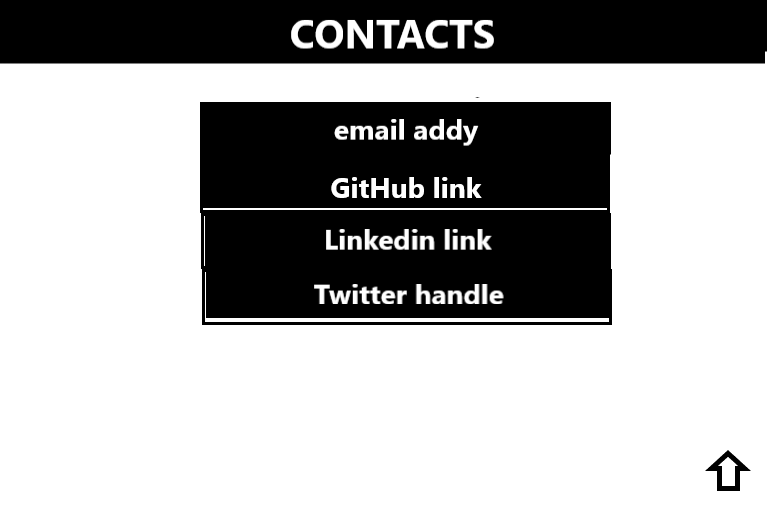 CONTACTS
email addy
GitHub link
Linkedin link
Twitter handle